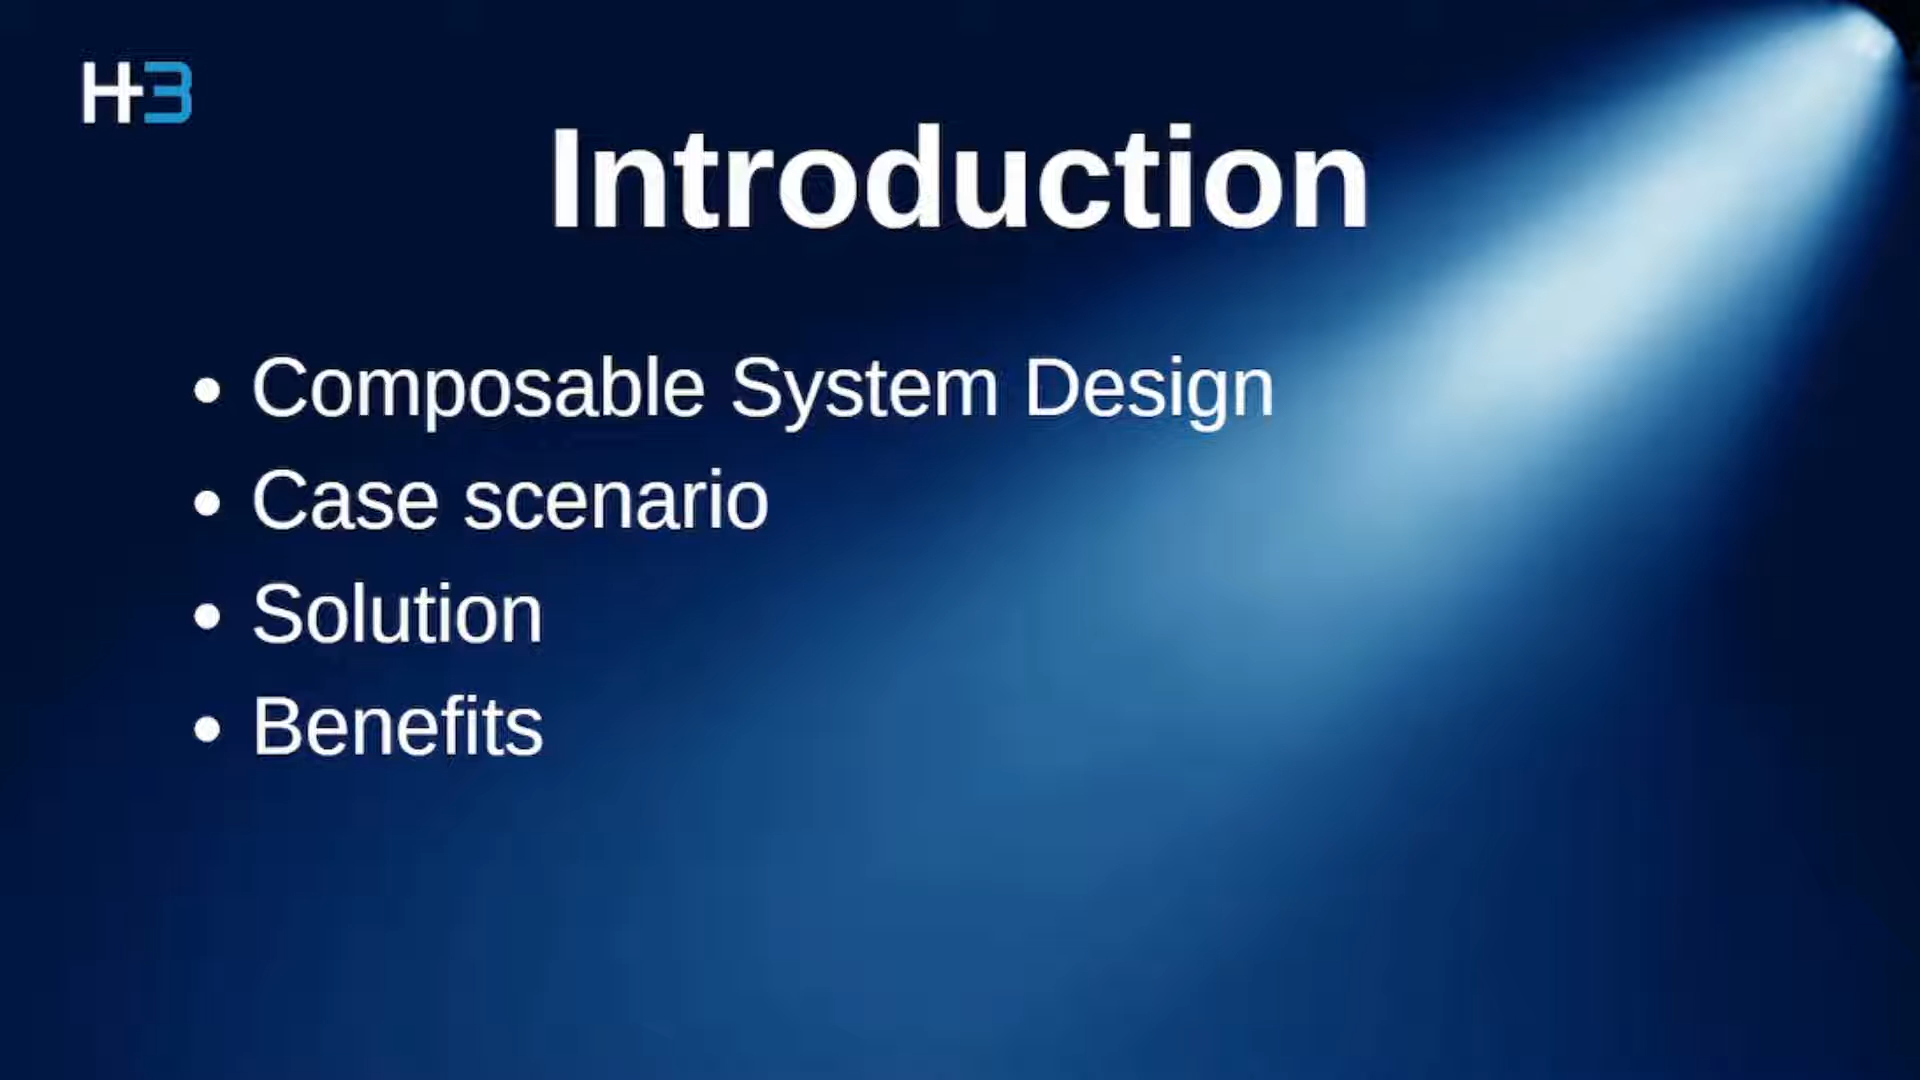 H3
Introduction
• Composable System Design
• Case scenario
• Solution
• Benefits